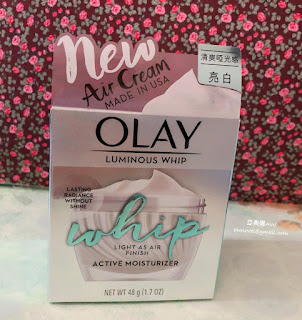 New
Air Cream
MADE IN USA
清爽啞光感
亮白
OLAY
LUMINOUS WHIP
LASTING
RADIANCE
WITHOUT
SHINE
whip
LIGHT AS AIR
FINISH
ACTIVE MOISTURIZER
NET WT 48 g (1.7 OZ)